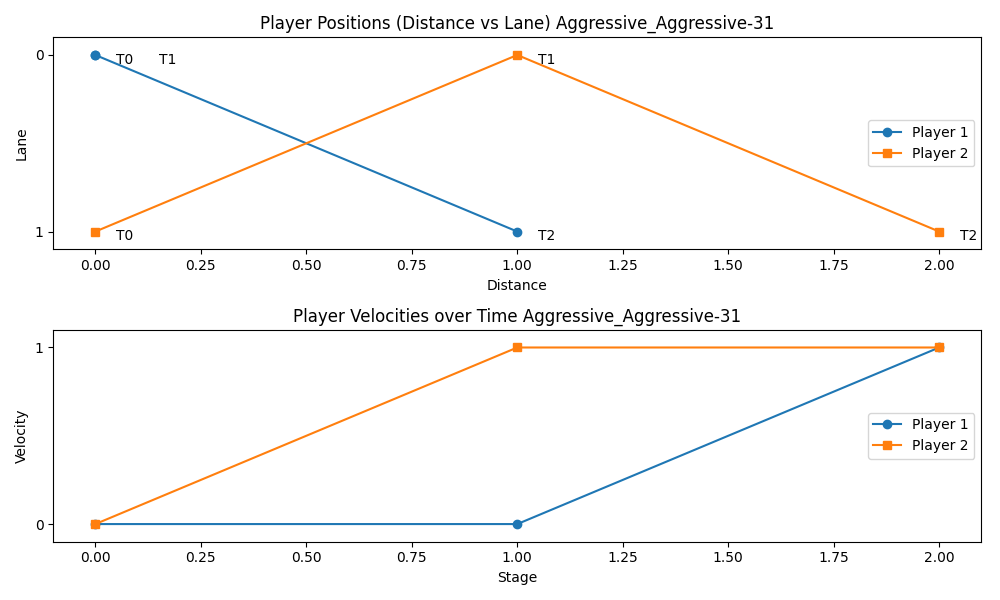 Player Positions (Distance vs Lane) Aggressive_Aggressive-31
0
T0 T1 T1
Lane
Player 1
Player 2
1
T0 T2 T2
0.00 0.25 0.50 0.75 1.00 1.25 1.50 1.75 2.00
Distance
Player Velocities over Time Aggressive_Aggressive-31
1
Velocity
Player 1
Player 2
0
0.00 0.25 0.50 0.75 1.00 1.25 1.50 1.75 2.00
Stage